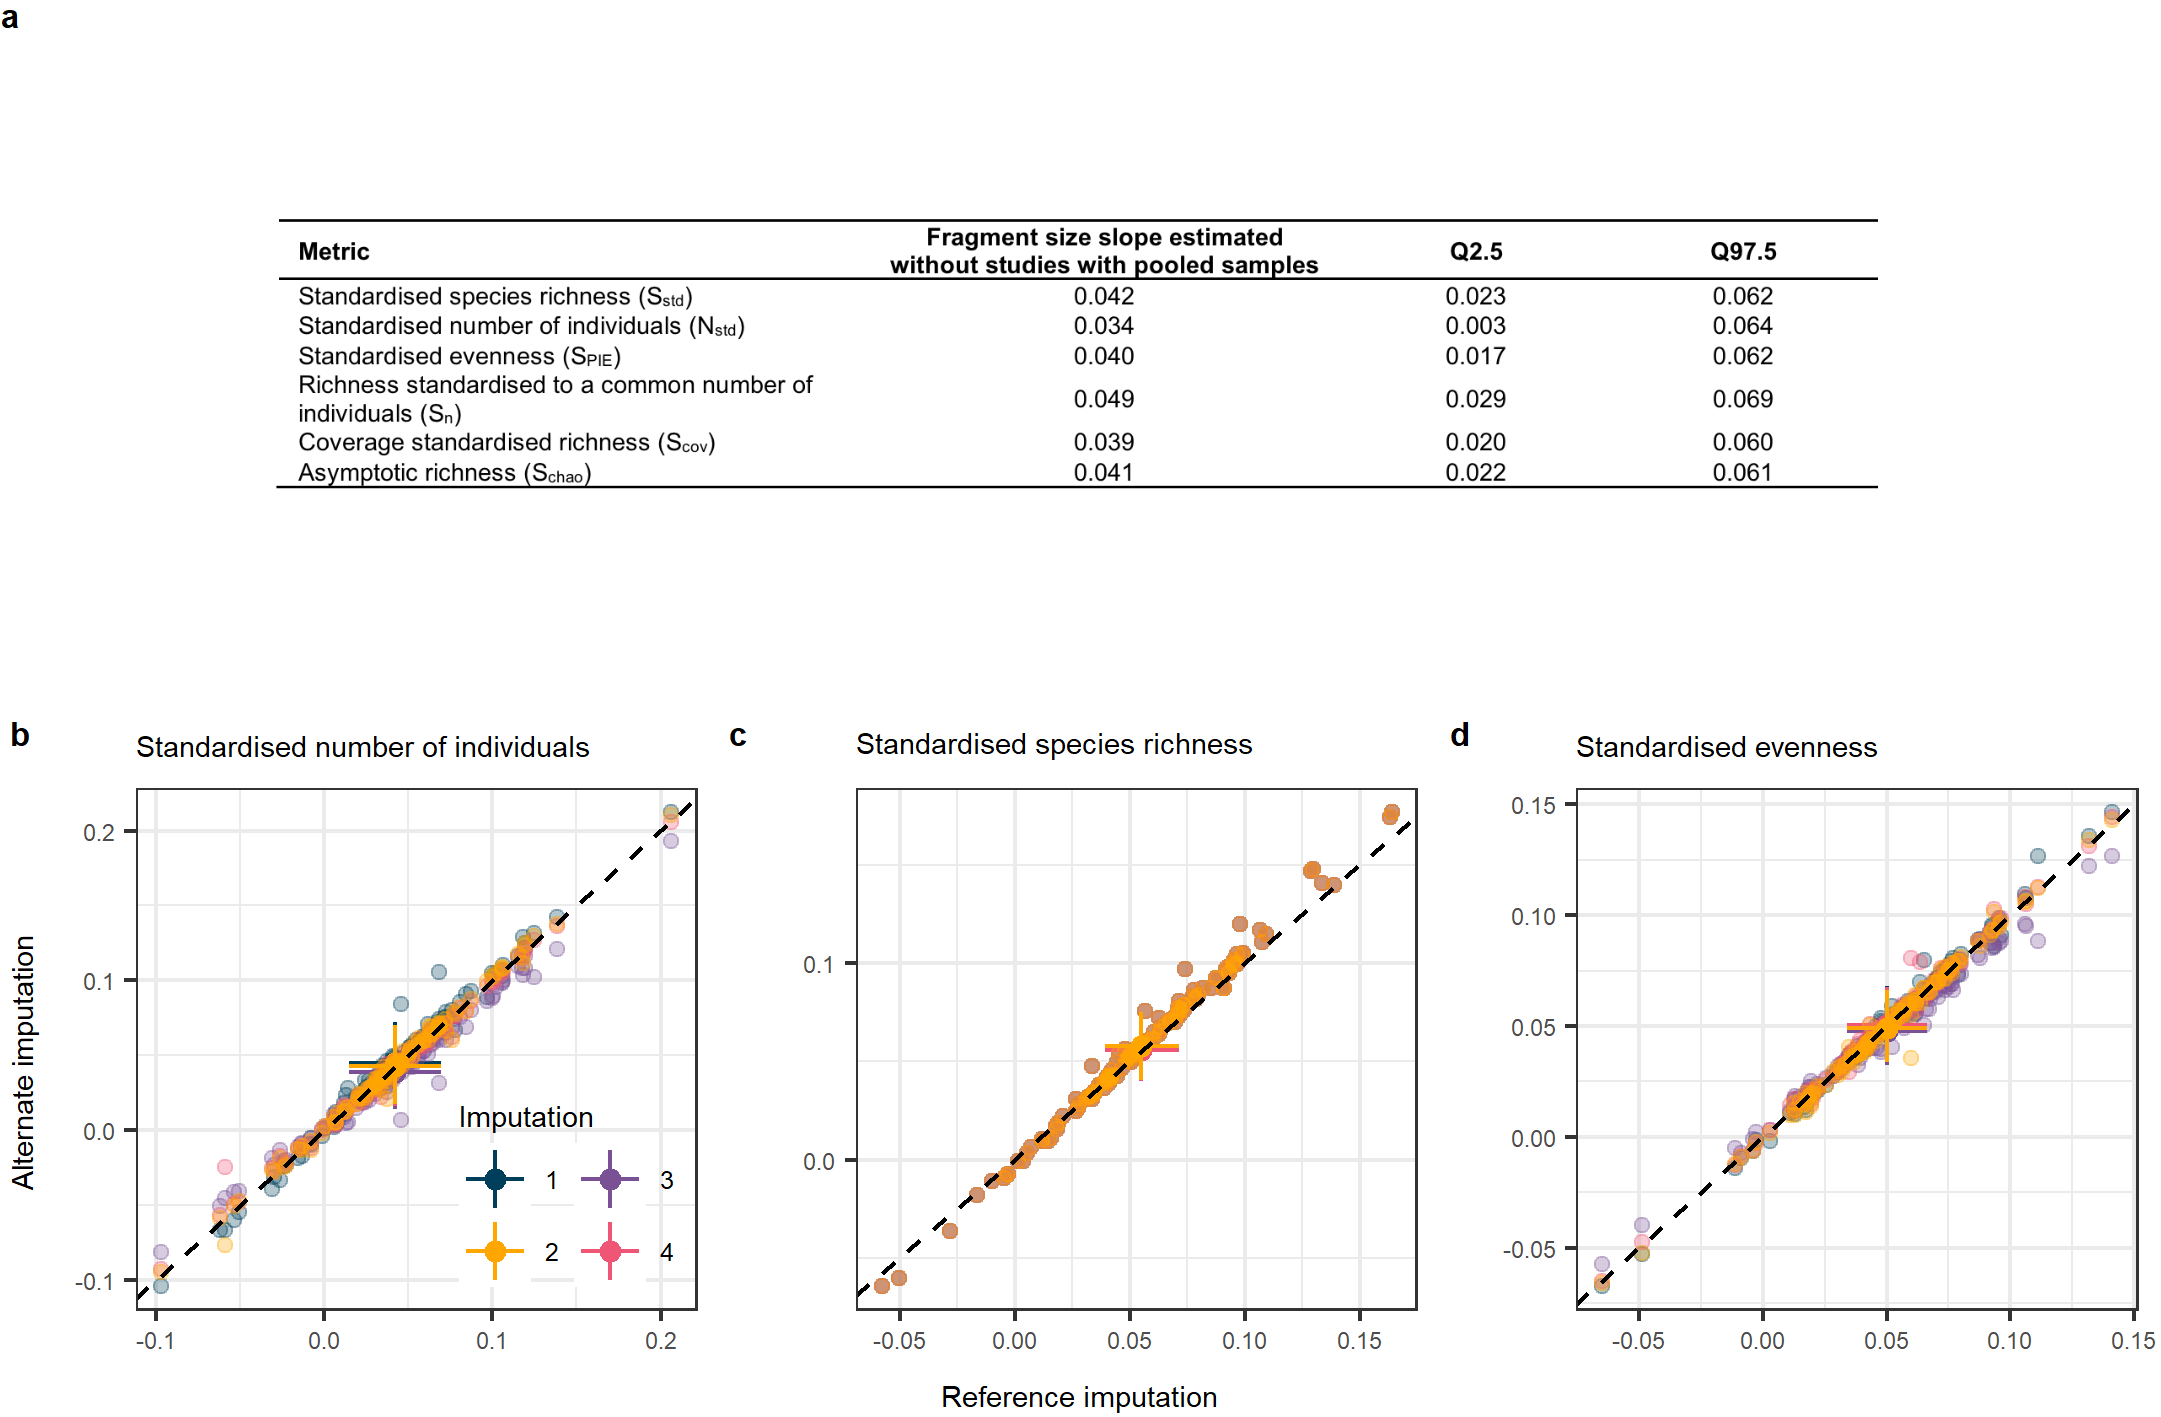 a
Metric
Fragment size slope estimated
without studies with pooled samples
Q2.5
Q97.5
Standardised species richness (Sstd) 0.042 0.023 0.062
Standardised number of individuals (Nstd) 0.034 0.003 0.064
Standardised evenness (SPIE) 0.040 0.017 0.062
Richness standardised to a common number of
individuals (Sn) 0.049 0.029 0.069
Coverage standardised richness (Scov) 0.039 0.020 0.060
Asymptotic richness (Schao) 0.041 0.022 0.061
b
Standardised number of individuals
0.2
0.1
0.0
-0.1
-0.1 0.0 0.1 0.2
Imputation
1 3
2 4
Alternate imputation
c
Standardised species richness
0.1
0.0
-0.05 0.00 0.05 0.10 0.15
d
Standardised evenness
0.15
0.10
0.05
0.00
-0.05
-0.05 0.00 0.05 0.10 0.15
Reference imputation